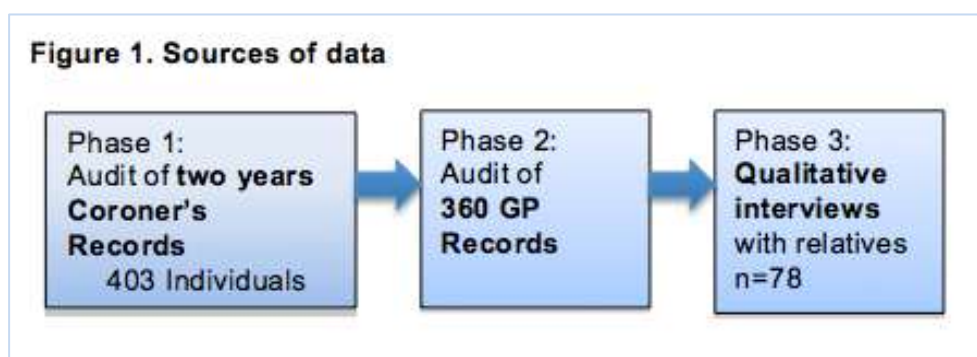 Figure 1. Sources of data
Phase 1:
Audit of two years
Coroner's
Records
403 Individuals
Phase 2:
Audit of
360 GP
Records
Phase 3:
Qualitative
interviews
with relatives
n=78